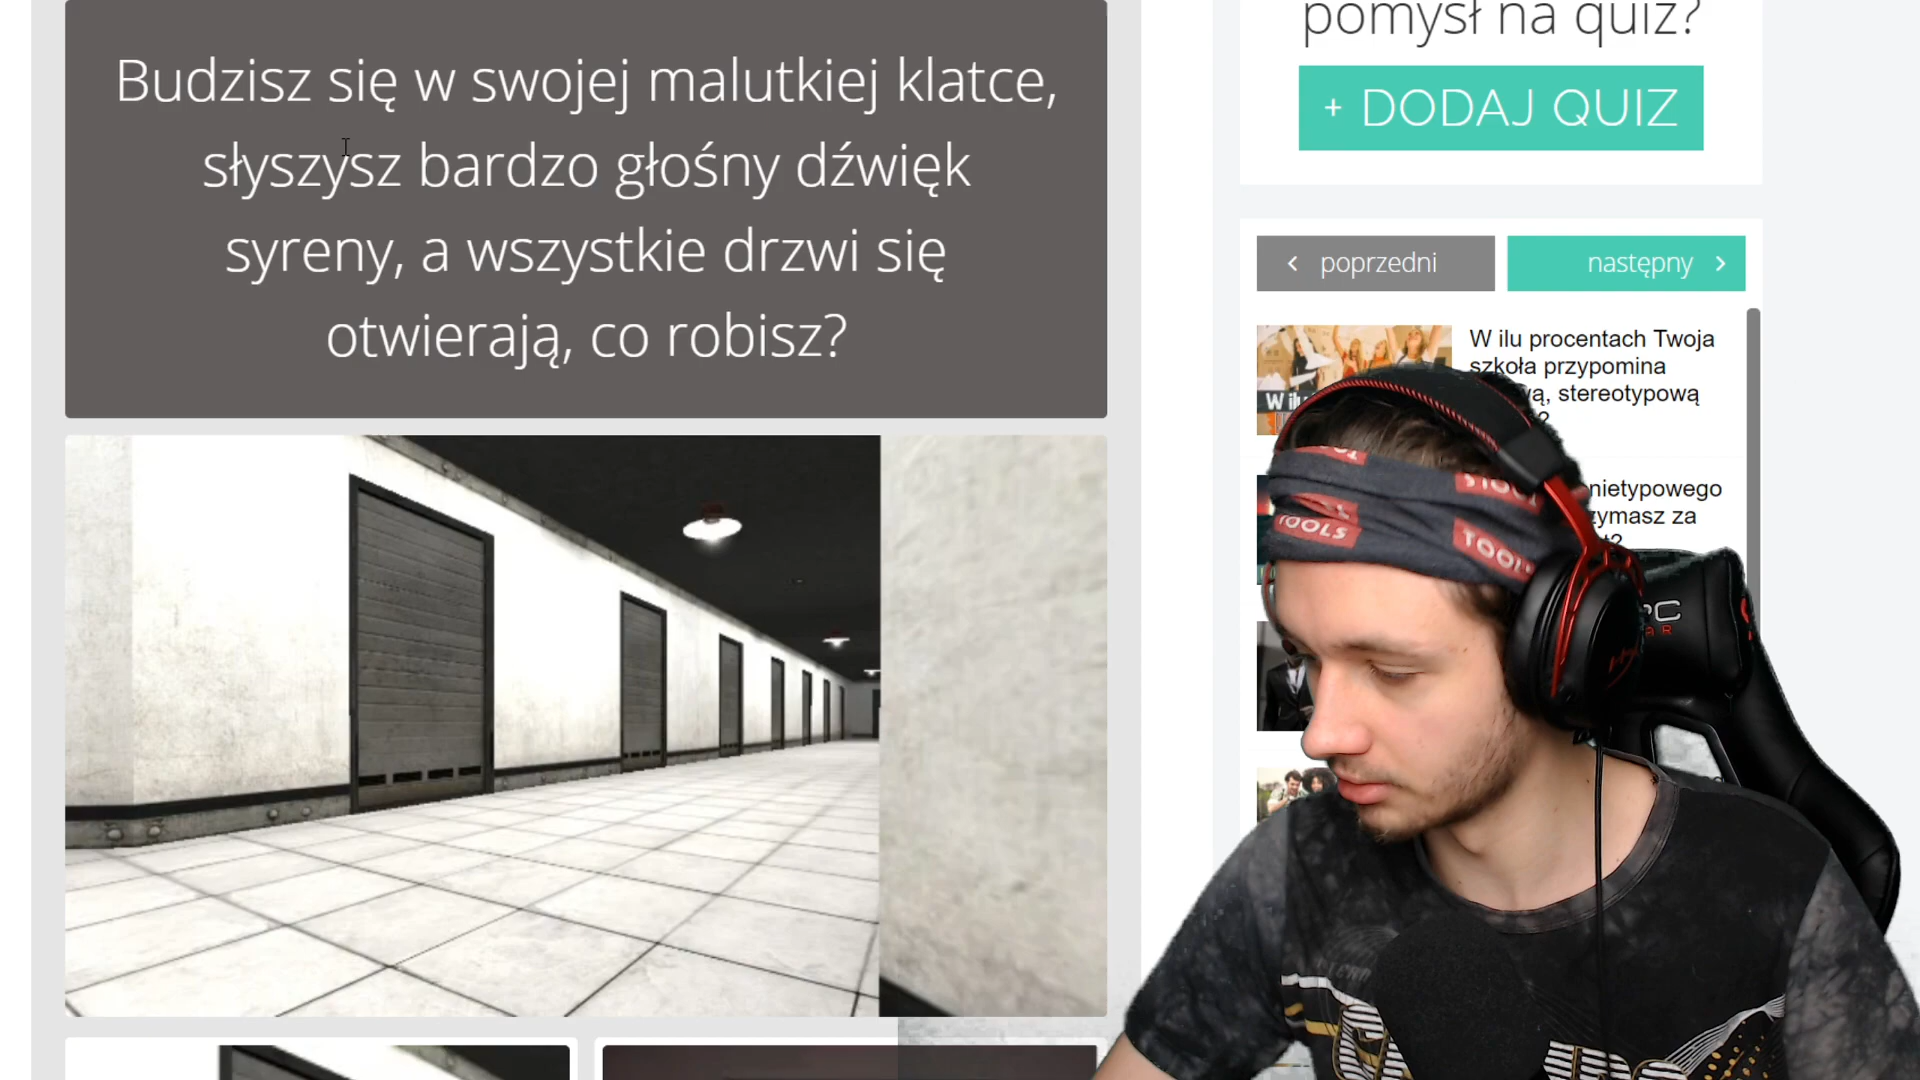 pomysł na quiz?
+ DODAJ QUIZ
Budzisz się w swojej malutkiej klatce,
słyszysz bardzo głośny dźwięk
syreny, a wszystkie drzwi się
otwierają, co robisz?
poprzedni
następny
W ilu procentach Twoja
szkoła przypomina
stereotypową
nietypowego
za
TOOLS